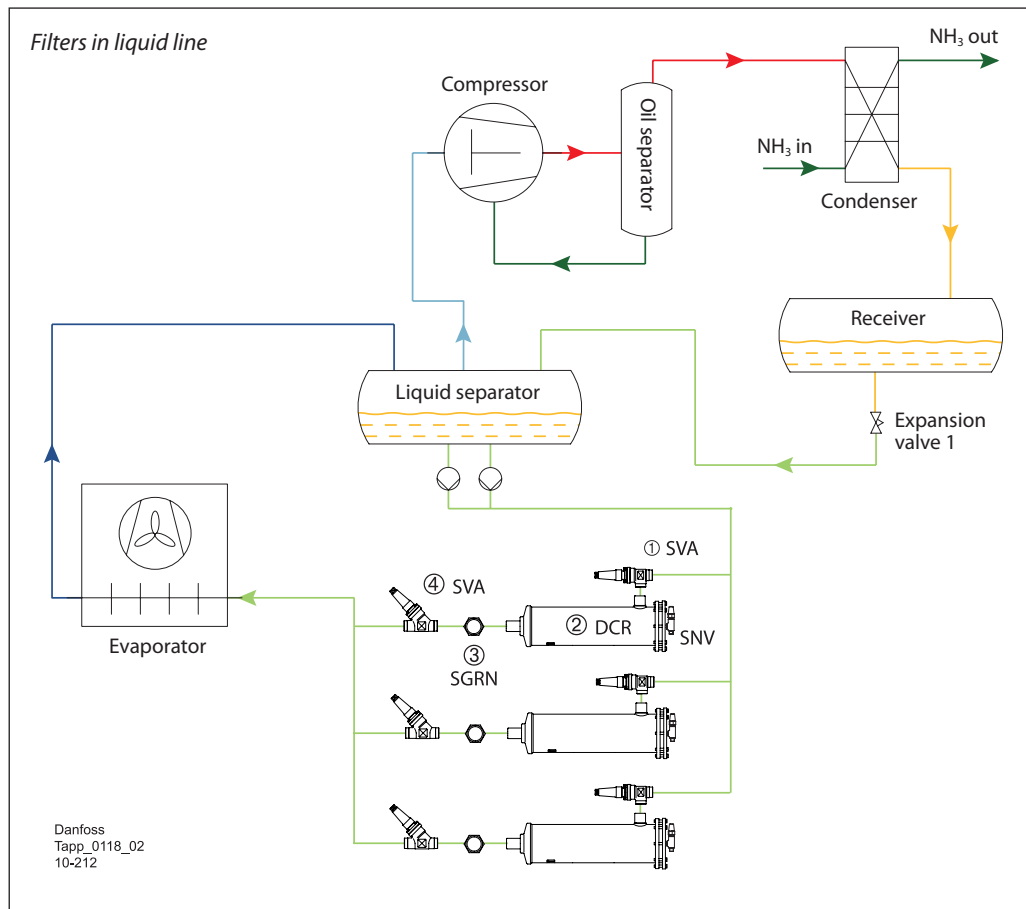 Filters in liquid line
NH₃ out
Compressor
Oil separator
NH₃ in
Condenser
Receiver
Liquid separator
Expansion
valve 1
① SVA
④ SVA
② DCR
SNV
Evaporator
③
SGRN
Danfoss
Tapp_0118_02
10-212